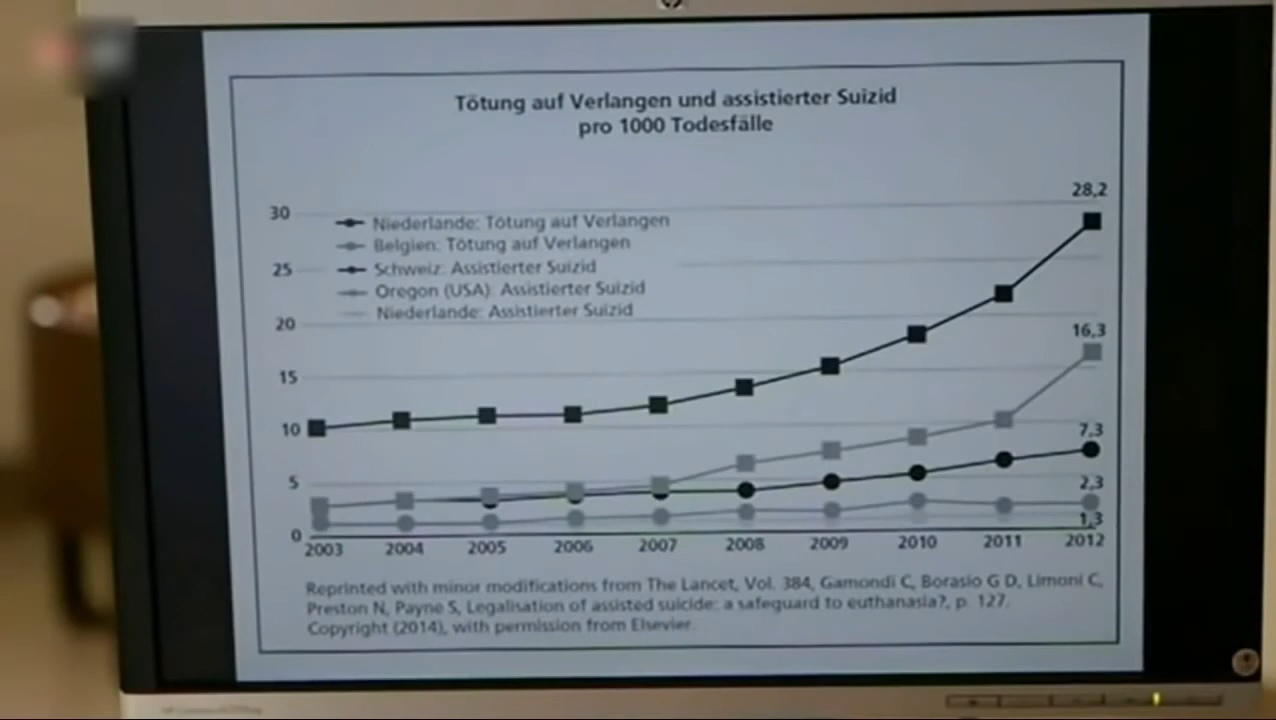 Tötung auf Verlangen und assistierter Suizid
pro 1000 Todesfälle
28,2
30
Niederlande: Tötung auf Verlangen
Belgien: Tötung auf Verlangen
25
Schweiz: Assistierter Suizid
Oregon (USA): Assistierter Suizid
Niederlande: Assistierter Suizid
20
16,3
15
10
7,3
5
2,3
1,3
0
2003 2004 2005 2006 2007 2008 2009 2010 2011 2012
Reprinted with minor modifications from The Lancet, Vol. 384, Gamondi C, Borasio G D, Limoni C,
Preston N, Payne S, Legalisation of assisted suicide: a safeguard to euthanasia?, p. 127.
Copyright (2014), with permission from Elsevier.